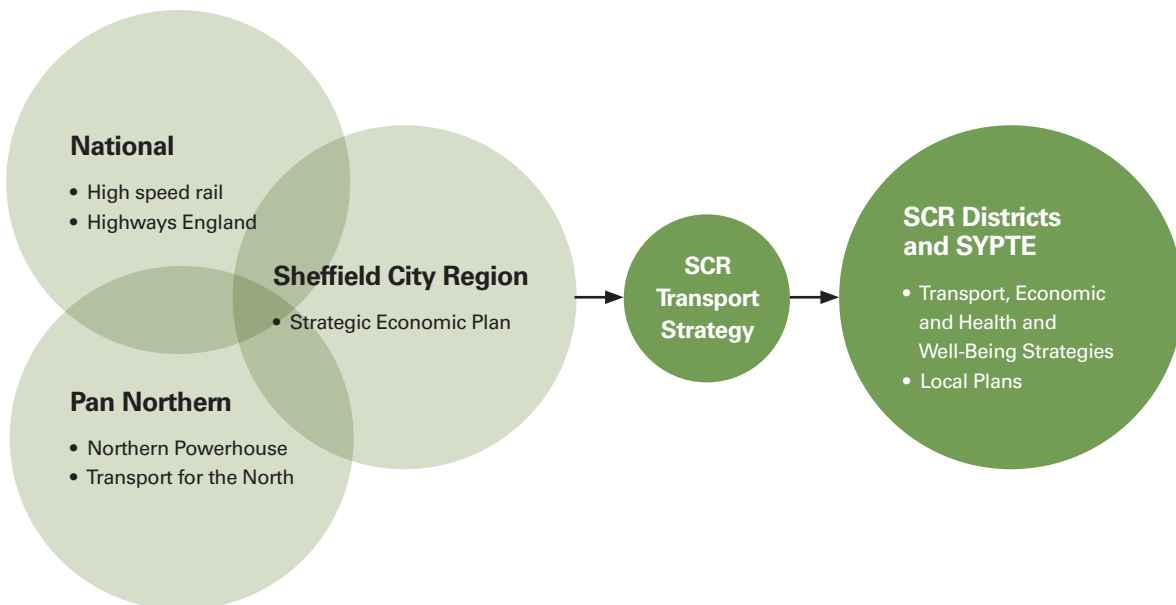 National
• High speed rail
• Highways England
Sheffield City Region
• Strategic Economic Plan
Pan Northern
• Northern Powerhouse
• Transport for the North
SCR
Transport
Strategy
SCR Districts
and SYPTE
• Transport, Economic
and Health and
Well-Being Strategies
• Local Plans